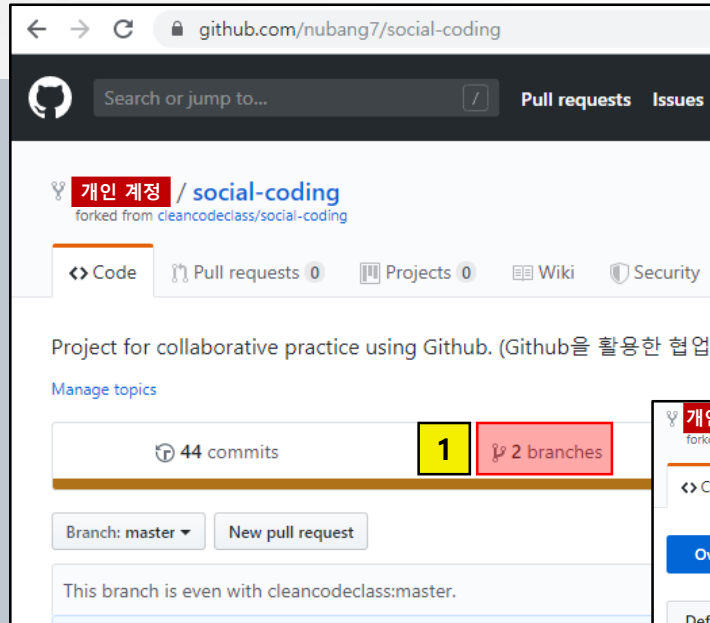 github.com/nubang7/social-coding
Search or jump to... / Pull requests Issues
개인 계정 / social-coding
forked from cleancodeclass/social-coding
Code Pull requests 0 Projects 0 Wiki Security
Project for collaborative practice using Github. (Github을 활용한 협업
Manage topics
44 commits 1 2 branches
Branch: master New pull request
This branch is even with cleancodeclass:master.